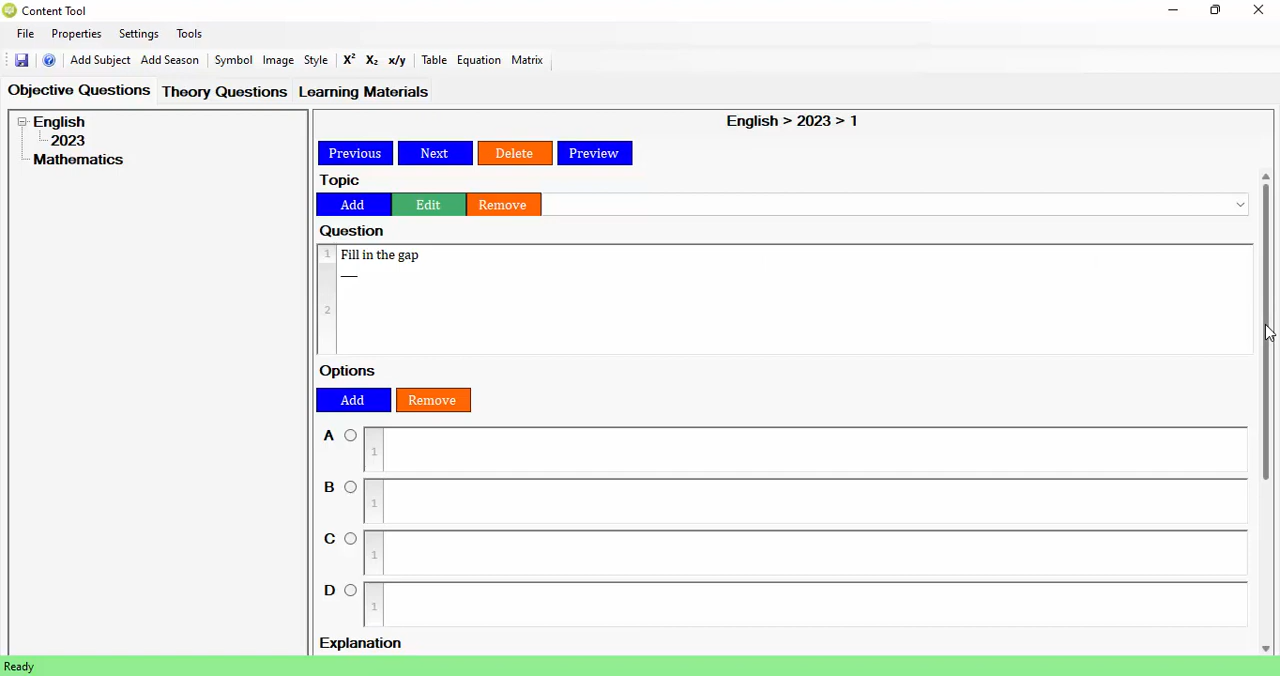 Content Tool
File Properties Settings Tools
Add Subject Add Season Symbol Image Style X² X₂ x/y Table Equation Matrix
Objective Questions Theory Questions Learning Materials
English
2023
Mathematics
English > 2023 > 1
Previous Next Delete Preview
Topic
Add Edit Remove
Question
1 Fill in the gap
__
2
Options
Add Remove
A 1
B 1
C 1
D 1
Explanation
Ready